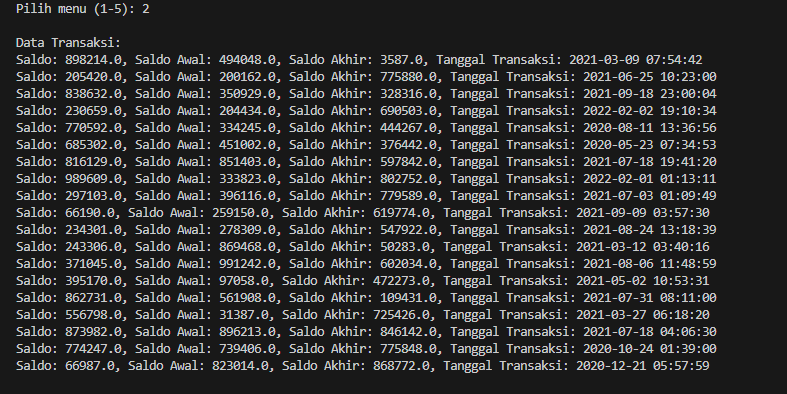 Pilih menu (1-5): 2
Data Transaksi:
Saldo: 898214.0, Saldo Awal: 494048.0, Saldo Akhir: 3587.0, Tanggal Transaksi: 2021-03-09 07:54:42
Saldo: 205420.0, Saldo Awal: 200162.0, Saldo Akhir: 775880.0, Tanggal Transaksi: 2021-06-25 10:23:00
Saldo: 838632.0, Saldo Awal: 350929.0, Saldo Akhir: 328316.0, Tanggal Transaksi: 2021-09-18 23:00:04
Saldo: 230659.0, Saldo Awal: 204434.0, Saldo Akhir: 690503.0, Tanggal Transaksi: 2022-02-02 19:10:34
Saldo: 770592.0, Saldo Awal: 334245.0, Saldo Akhir: 444267.0, Tanggal Transaksi: 2020-08-11 13:36:56
Saldo: 685302.0, Saldo Awal: 451002.0, Saldo Akhir: 376442.0, Tanggal Transaksi: 2020-05-23 07:34:53
Saldo: 816129.0, Saldo Awal: 851403.0, Saldo Akhir: 597842.0, Tanggal Transaksi: 2021-07-18 19:41:20
Saldo: 989609.0, Saldo Awal: 333823.0, Saldo Akhir: 802752.0, Tanggal Transaksi: 2022-02-01 01:13:11
Saldo: 297103.0, Saldo Awal: 396116.0, Saldo Akhir: 779589.0, Tanggal Transaksi: 2021-07-03 01:09:49
Saldo: 66190.0, Saldo Awal: 259150.0, Saldo Akhir: 619774.0, Tanggal Transaksi: 2021-09-09 03:57:30
Saldo: 234301.0, Saldo Awal: 278309.0, Saldo Akhir: 547922.0, Tanggal Transaksi: 2021-08-24 13:18:39
Saldo: 243306.0, Saldo Awal: 869468.0, Saldo Akhir: 50283.0, Tanggal Transaksi: 2021-03-12 03:40:16
Saldo: 371045.0, Saldo Awal: 991242.0, Saldo Akhir: 602034.0, Tanggal Transaksi: 2021-08-06 11:48:59
Saldo: 395170.0, Saldo Awal: 97058.0, Saldo Akhir: 472273.0, Tanggal Transaksi: 2021-05-02 10:53:31
Saldo: 862731.0, Saldo Awal: 561908.0, Saldo Akhir: 109431.0, Tanggal Transaksi: 2021-07-31 08:11:00
Saldo: 556798.0, Saldo Awal: 31387.0, Saldo Akhir: 725426.0, Tanggal Transaksi: 2021-03-27 06:18:20
Saldo: 873982.0, Saldo Awal: 896213.0, Saldo Akhir: 846142.0, Tanggal Transaksi: 2021-07-18 04:06:30
Saldo: 774247.0, Saldo Awal: 739406.0, Saldo Akhir: 775848.0, Tanggal Transaksi: 2020-10-24 01:39:00
Saldo: 66987.0, Saldo Awal: 823014.0, Saldo Akhir: 868772.0, Tanggal Transaksi: 2020-12-21 05:57:59